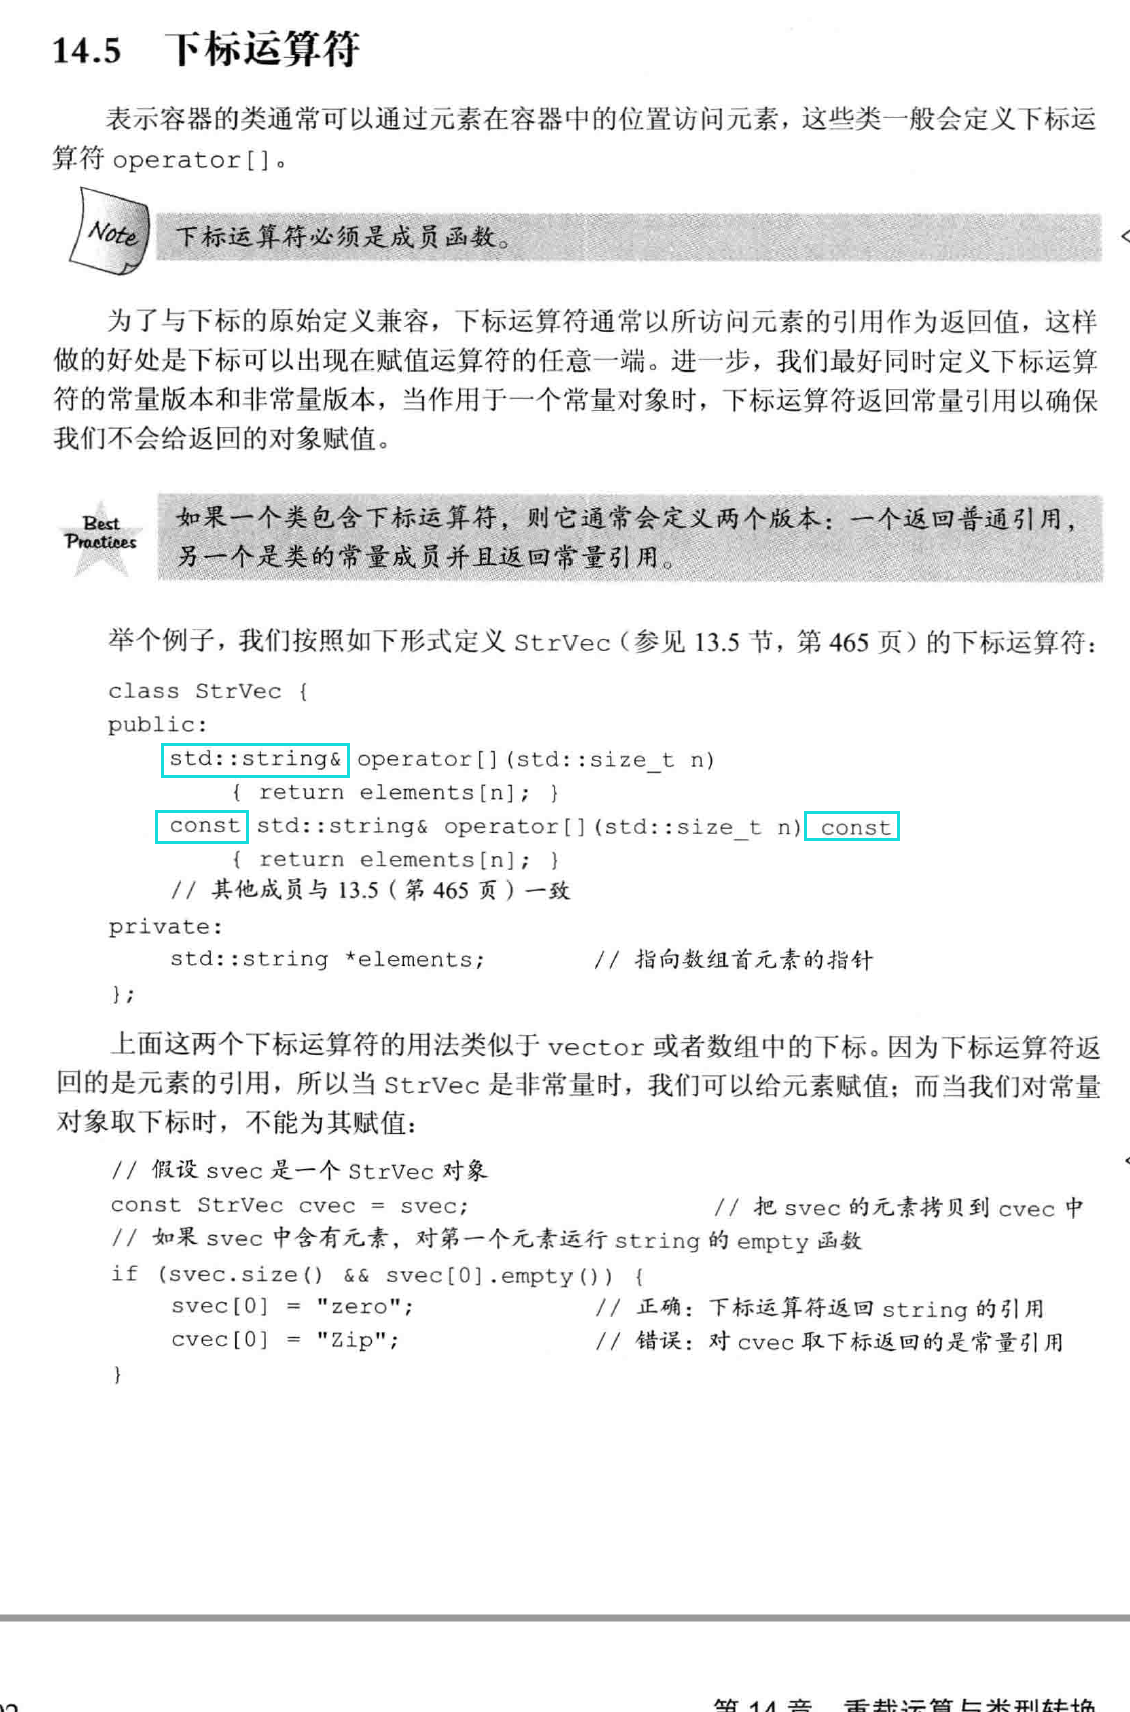 14.5 下标运算符
表示容器的类通常可以通过元素在容器中的位置访问元素，这些类一般会定义下标运
算符 operator[]。
Note
下标运算符必须是成员函数。
为了与下标的原始定义兼容，下标运算符通常以所访问元素的引用作为返回值，这样
做的好处是下标可以出现在赋值运算符的任意一端。进一步，我们最好同时定义下标运算
符的常量版本和非常量版本，当作用于一个常量对象时，下标运算符返回常量引用以确保
我们不会给返回的对象赋值。
Best
Practices
如果一个类包含下标运算符，则它通常会定义两个版本：一个返回普通引用，
另一个是类的常量成员并且返回常量引用。
举个例子，我们按照如下形式定义 StrVec（参见 13.5 节，第 465 页）的下标运算符：
class StrVec {
public:
    std::string& operator[](std::size_t n)
        { return elements[n]; }
    const std::string& operator[](std::size_t n) const
        { return elements[n]; }
    // 其他成员与 13.5（第 465 页）一致
private:
    std::string *elements;        // 指向数组首元素的指针
};
上面这两个下标运算符的用法类似于 vector 或者数组中的下标。因为下标运算符返
回的是元素的引用，所以当 StrVec 是非常量时，我们可以给元素赋值；而当我们对常量
对象取下标时，不能为其赋值：
// 假设 svec 是一个 StrVec 对象
const StrVec cvec = svec;        // 把 svec 的元素拷贝到 cvec 中
// 如果 svec 中含有元素，对第一个元素运行 string 的 empty 函数
if (svec.size() && svec[0].empty()) {
    svec[0] = "zero";        // 正确：下标运算符返回 string 的引用
    cvec[0] = "Zip";        // 错误：对 cvec 取下标返回的是常量引用
}
第 14 章 重载运算与类型转换